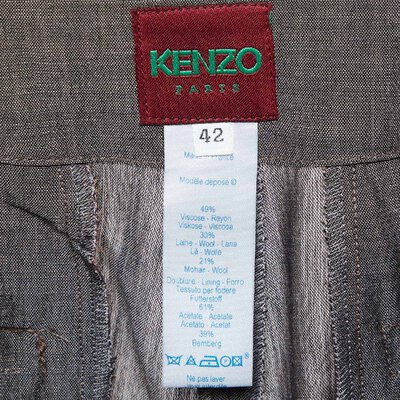 KENZO
PARIS
42
Made in France
Modèle déposé ©
49%
Viscose - Rayon
Viskose - Viscosa
30%
Laine - Wool - Lana
Lã - Wolle
21%
Mohair - Wool
Doublure - Lining - Forro
Tessuto per fodere
Futterstoff
61%
Acetate - Acetate
Acetato - Acetat
39%
Bemberg
Ne pas laver